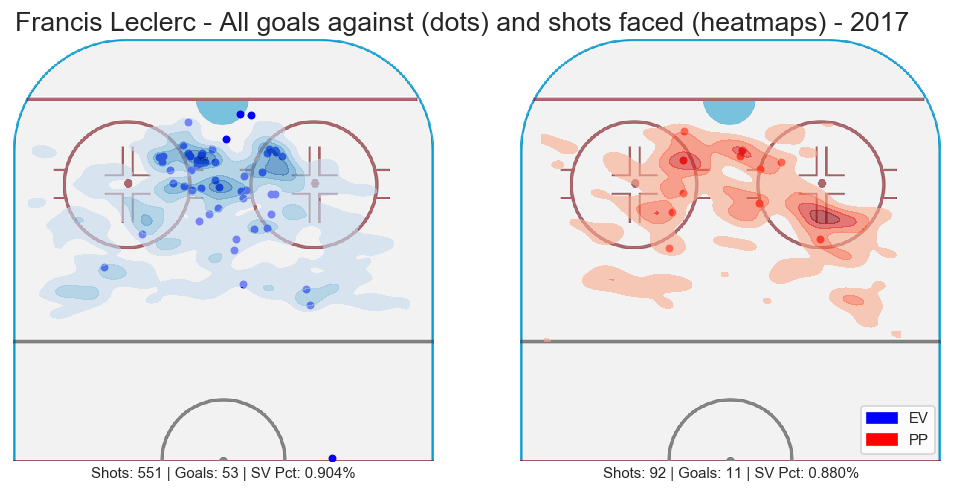 Francis Leclerc - All goals against (dots) and shots faced (heatmaps) - 2017
EV
PP
Shots: 551 | Goals: 53 | SV Pct: 0.904%
Shots: 92 | Goals: 11 | SV Pct: 0.880%